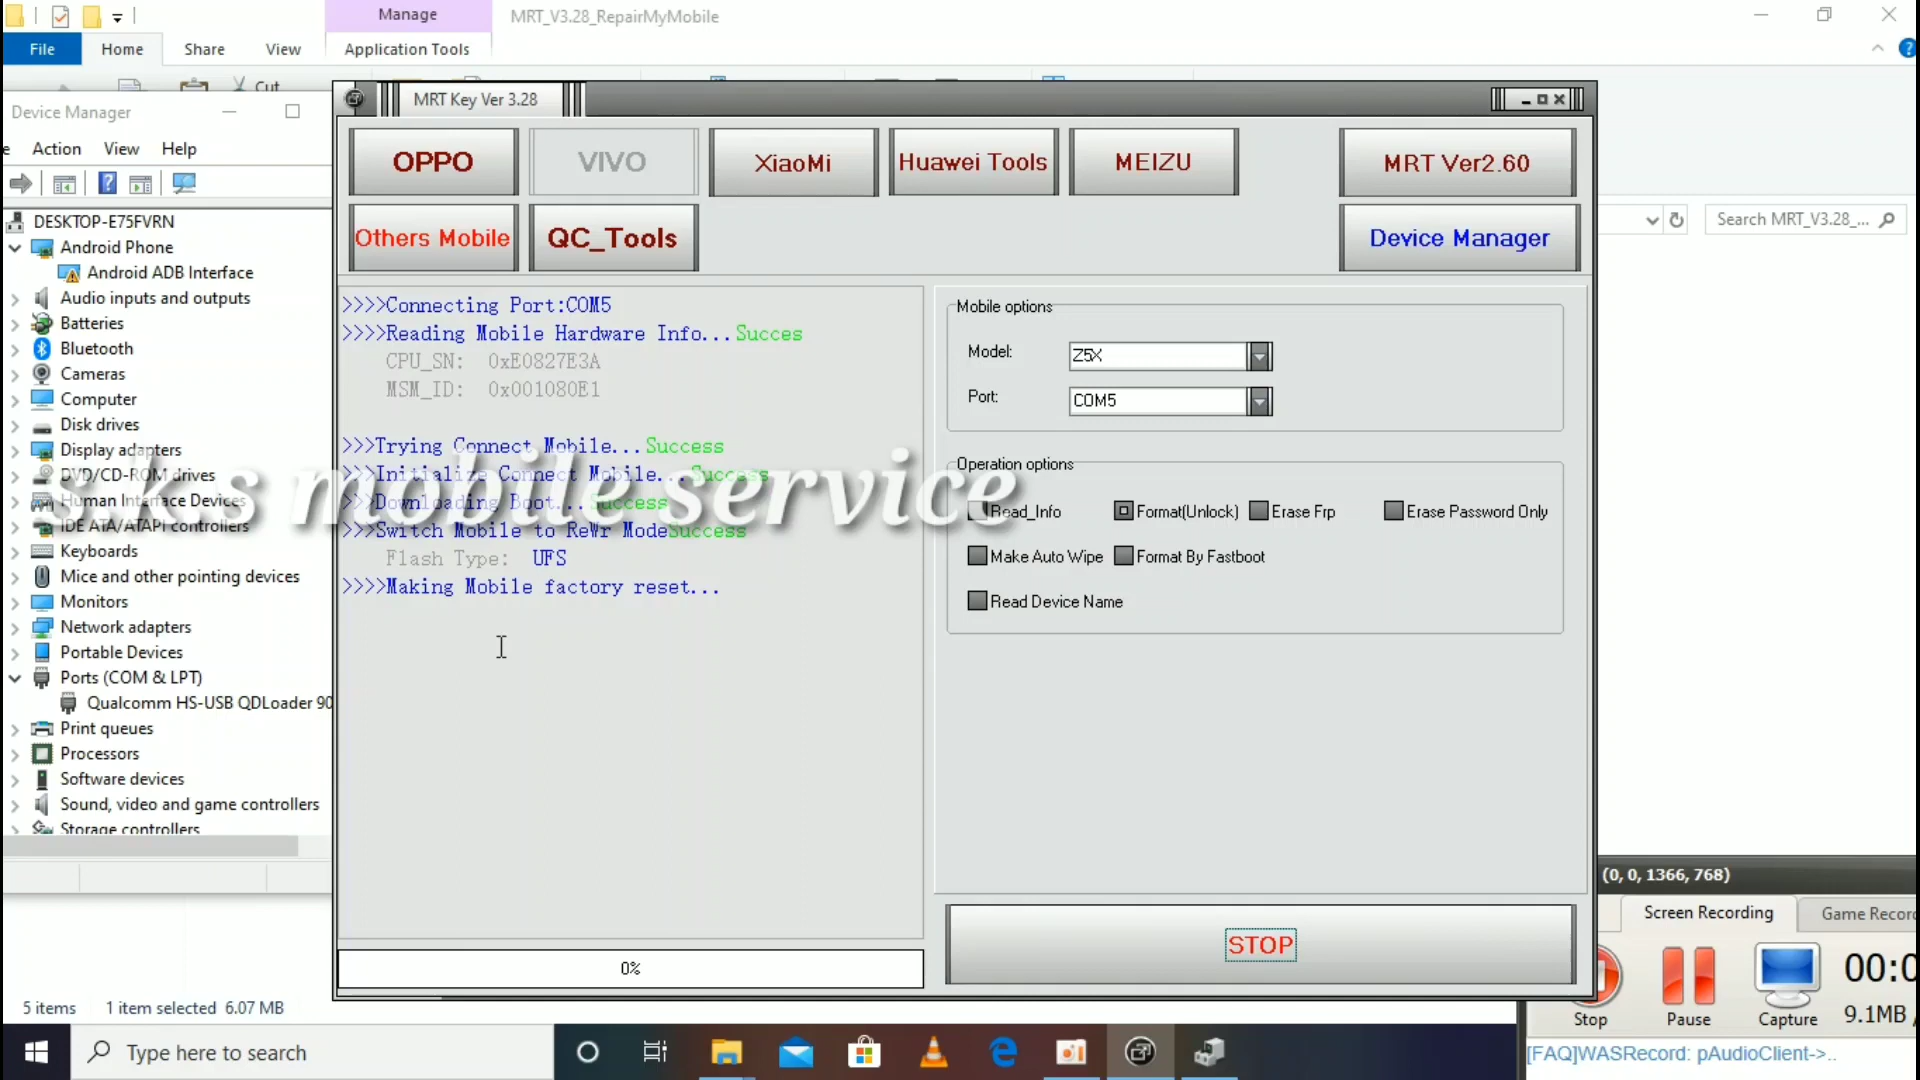 Manage
MRT_V3.28_RepairMyMobile
File
Home
Share
View
Application Tools
Cut
Device Manager
Action
View
Help
DESKTOP-E75FVRN
Android Phone
Android ADB Interface
Audio inputs and outputs
Batteries
Bluetooth
Cameras
Computer
Disk drives
Display adapters
DVD/CD-ROM drives
Human Interface Devices
IDE ATA/ATAPI controllers
Keyboards
Mice and other pointing devices
Monitors
Network adapters
Portable Devices
Ports (COM & LPT)
Qualcomm HS-USB QDLoader 90
Print queues
Processors
Software devices
Sound, video and game controllers
Storage controllers
MRT Key Ver 3.28
OPPO
VIVO
XiaoMi
Huawei Tools
MEIZU
MRT Ver2.60
Others Mobile
QC_Tools
Device Manager
Search MRT_V3.28_...
>>>>Connecting Port:COM5
>>>>Reading Mobile Hardware Info...Succes
CPU_SN: 0xE0827E3A
MSM_ID: 0x001080E1
>>>Trying Connect Mobile...Success
>>>Initialize Connect Mobile...Success
>>>Downloading Boot...Success
>>>Switch Mobile to ReWr ModeSuccess
Flash Type: UFS
>>>>Making Mobile factory reset...
mobile service
0%
Mobile options
Model:
Z5X
Port:
COM5
Operation options
Read_Info
Format(Unlock)
Erase Frp
Erase Password Only
Make Auto Wipe
Format By Fastboot
Read Device Name
STOP
(0, 0, 1366, 768)
Screen Recording
Game Recor
Stop
Pause
Capture
00:0
9.1MB
[FAQ]WASRecord: pAudioClient->..
5 items
1 item selected 6.07 MB
Type here to search